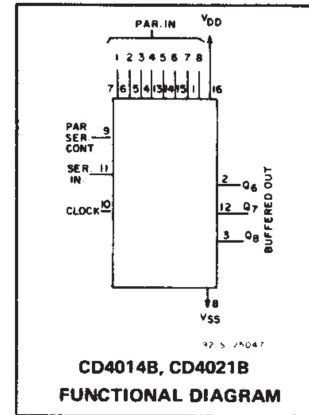 PAR. IN
VDD
1 2 3 4 5 6 7 8
7 6 5 4 13 14 15 1 16
PAR
SER
CONT
9
SER
IN
11
CLOCK
10
2 Q6
12 Q7
3 Q8
BUFFERED OUT
8
VSS
92 S 25047
CD4014B, CD4021B
FUNCTIONAL DIAGRAM